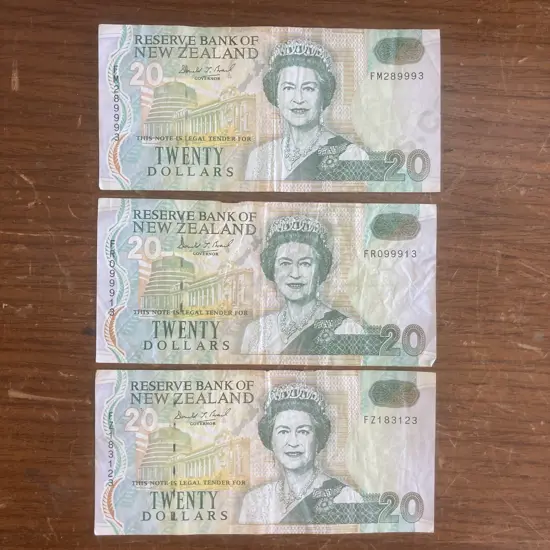 RESERVE BANK OF
NEW ZEALAND
20
FM289993
FM289993
GOVERNOR
THIS NOTE IS LEGAL TENDER FOR
TWENTY
DOLLARS
20
RESERVE BANK OF
NEW ZEALAND
20
FR099913
FR099913
GOVERNOR
THIS NOTE IS LEGAL TENDER FOR
TWENTY
DOLLARS
20
RESERVE BANK OF
NEW ZEALAND
20
FZ183123
FZ183123
GOVERNOR
THIS NOTE IS LEGAL TENDER FOR
TWENTY
DOLLARS
20